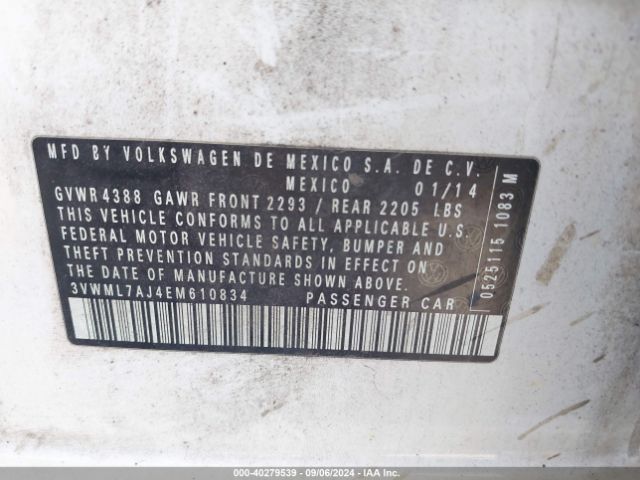 MFD BY VOLKSWAGEN DE MEXICO S.A. DE C.V.
MEXICO 01/14
GVWR 4388 GAWR FRONT 2293 / REAR 2205 LBS
THIS VEHICLE CONFORMS TO ALL APPLICABLE U.S.
FEDERAL MOTOR VEHICLE SAFETY, BUMPER AND
THEFT PREVENTION STANDARDS IN EFFECT ON
THE DATE OF MANUFACTURE SHOWN ABOVE.
3VWML7AJ4EM610834 PASSENGER CAR
0525115 1083 M
000-40279539 - 09/06/2024 - IAA Inc.